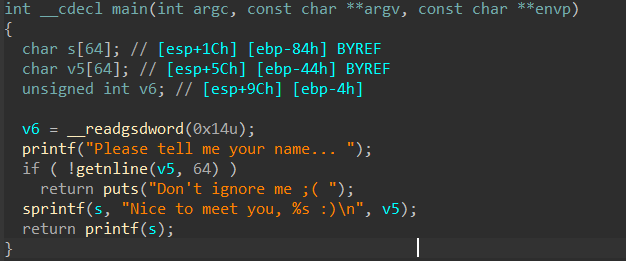 int __cdecl main(int argc, const char **argv, const char **envp)
{
char s[64]; // [esp+1Ch] [ebp-84h] BYREF
char v5[64]; // [esp+5Ch] [ebp-44h] BYREF
unsigned int v6; // [esp+9Ch] [ebp-4h]
v6 = __readgsdword(0x14u);
printf("Please tell me your name... ");
if ( !getnline(v5, 64) )
return puts("Don't ignore me ;( ");
sprintf(s, "Nice to meet you, %s :)\n", v5);
return printf(s);
}